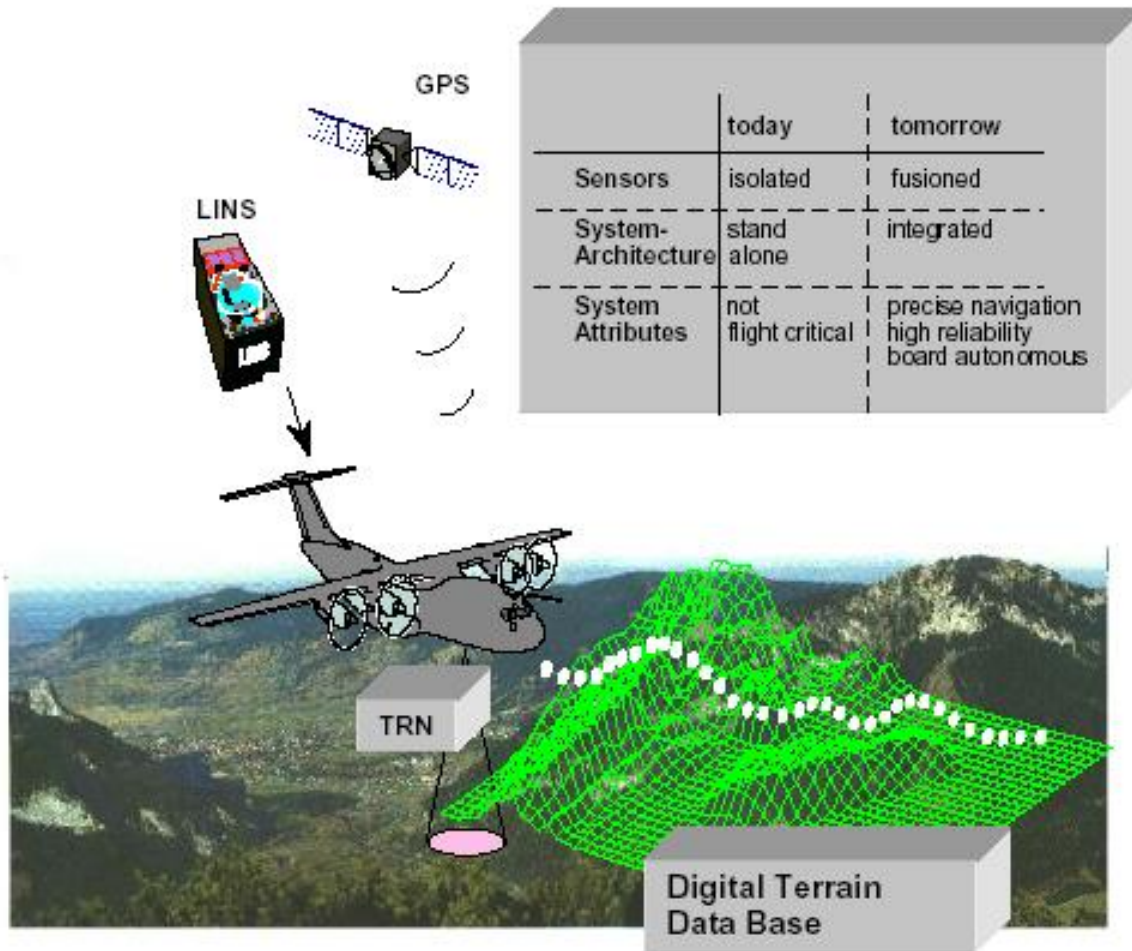 GPS
LINS
today tomorrow
Sensors isolated fusioned
System- stand integrated
Architecture alone
System not precise navigation
Attributes flight critical high reliability
board autonomous
TRN
Digital Terrain
Data Base